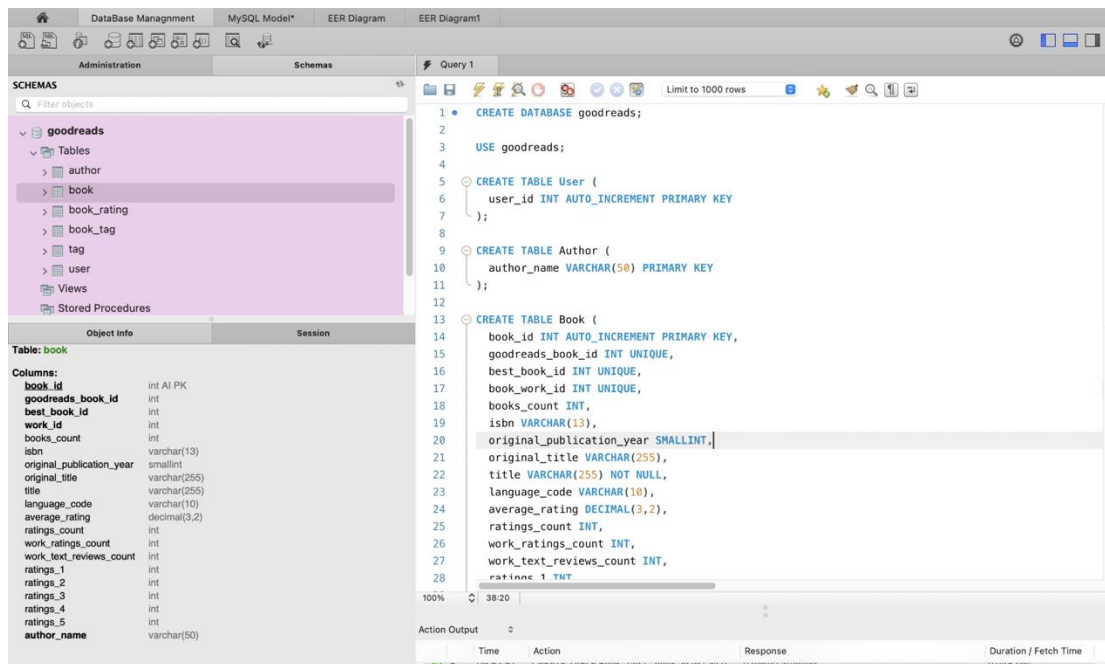 DataBase Managnment
MySQL Model*
EER Diagram
EER Diagram1
Administration
Schemas
Query 1
SCHEMAS
Filter objects
goodreads
Tables
author
book
book_rating
book_tag
tag
user
Views
Stored Procedures
Object Info
Session
Table: book
Columns:
book_id int AI PK
goodreads_book_id int
best_book_id int
work_id int
books_count int
isbn varchar(13)
original_publication_year smallint
original_title varchar(255)
title varchar(255)
language_code varchar(10)
average_rating decimal(3,2)
ratings_count int
work_ratings_count int
work_text_reviews_count int
ratings_1 int
ratings_2 int
ratings_3 int
ratings_4 int
ratings_5 int
author_name varchar(50)
Limit to 1000 rows
1 CREATE DATABASE goodreads;
2
3 USE goodreads;
4
5 CREATE TABLE User (
6 user_id INT AUTO_INCREMENT PRIMARY KEY
7 );
8
9 CREATE TABLE Author (
10 author_name VARCHAR(50) PRIMARY KEY
11 );
12
13 CREATE TABLE Book (
14 book_id INT AUTO_INCREMENT PRIMARY KEY,
15 goodreads_book_id INT UNIQUE,
16 best_book_id INT UNIQUE,
17 book_work_id INT UNIQUE,
18 books_count INT,
19 isbn VARCHAR(13),
20 original_publication_year SMALLINT,
21 original_title VARCHAR(255),
22 title VARCHAR(255) NOT NULL,
23 language_code VARCHAR(10),
24 average_rating DECIMAL(3,2),
25 ratings_count INT,
26 work_ratings_count INT,
27 work_text_reviews_count INT,
28 ratings_1 INT
100% 38:20
Action Output
Time Action Response Duration / Fetch Time